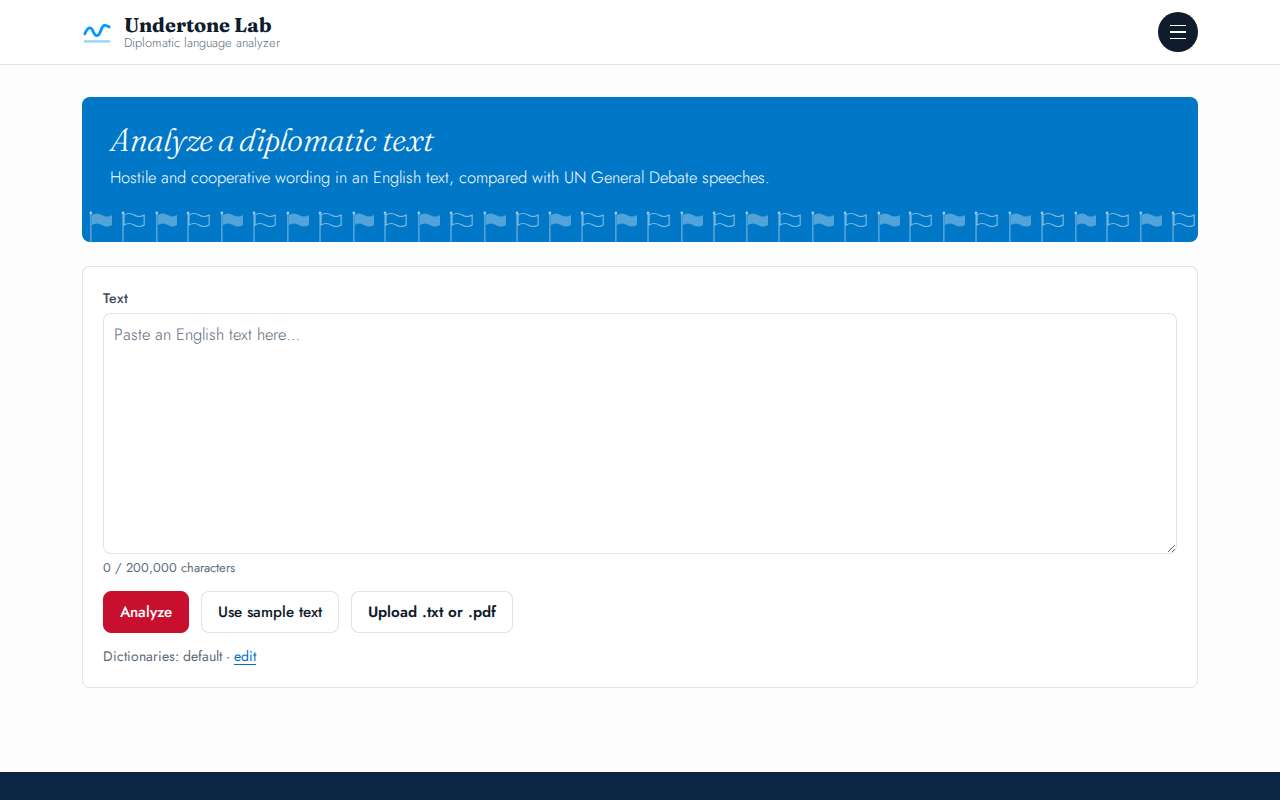 Undertone Lab
Diplomatic language analyzer
Analyze a diplomatic text
Hostile and cooperative wording in an English text, compared with UN General Debate speeches.
Text
Paste an English text here...
0 / 200,000 characters
Analyze
Use sample text
Upload .txt or .pdf
Dictionaries: default · edit